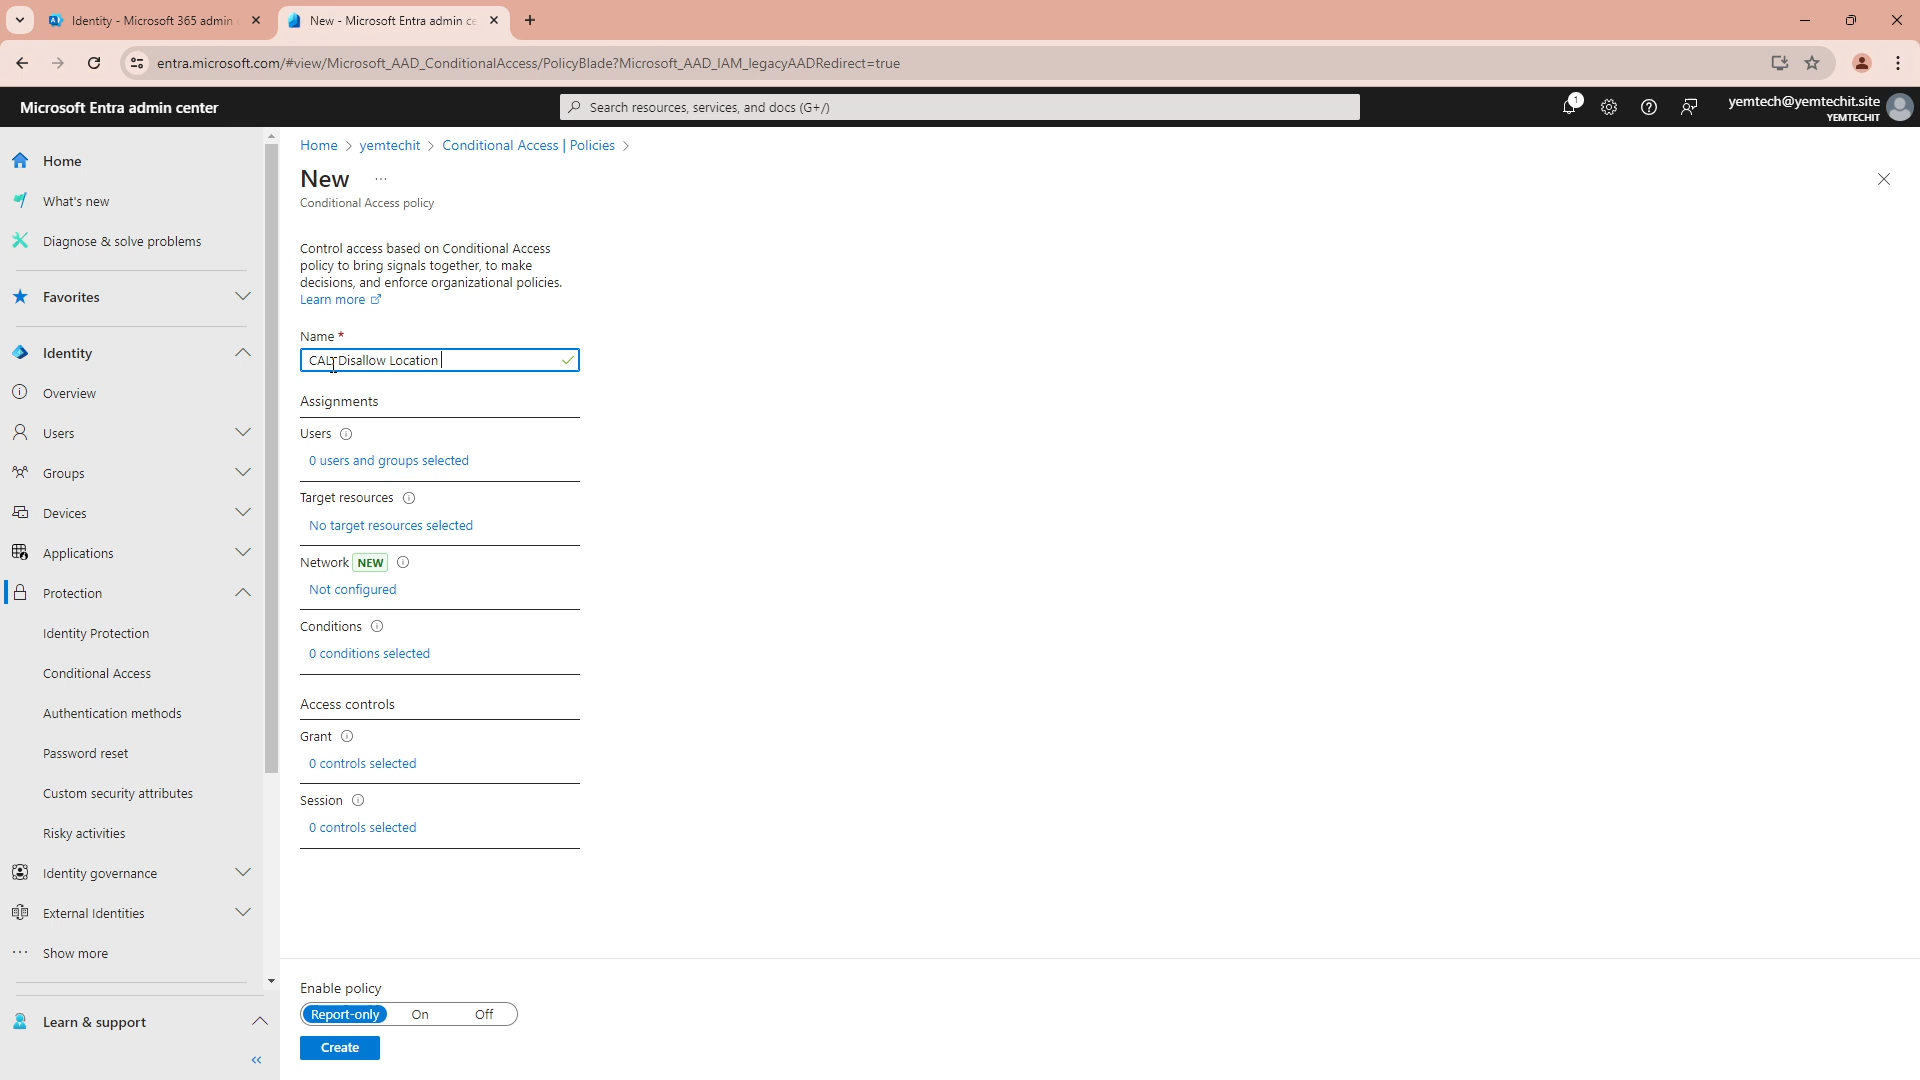 Identity - Microsoft 365 admin
New - Microsoft Entra admin ce
entra.microsoft.com/#view/Microsoft_AAD_ConditionalAccess/PolicyBlade?Microsoft_AAD_IAM_legacyAADRedirect=true
Microsoft Entra admin center
Search resources, services, and docs (G+/)
1
yemtech@yemtechit.site
YEMTECHIT
Home
What's new
Diagnose & solve problems
Favorites
Identity
Overview
Users
Groups
Devices
Applications
Protection
Identity Protection
Conditional Access
Authentication methods
Password reset
Custom security attributes
Risky activities
Identity governance
External Identities
Show more
Learn & support
Home > yemtechit > Conditional Access | Policies >
New ...
Conditional Access policy
Control access based on Conditional Access
policy to bring signals together, to make
decisions, and enforce organizational policies.
Learn more
Name *
Disallow Location
Assignments
Users
0 users and groups selected
Target resources
No target resources selected
Network NEW
Not configured
Conditions
0 conditions selected
Access controls
Grant
0 controls selected
Session
0 controls selected
Enable policy
Report-only On Off
Create